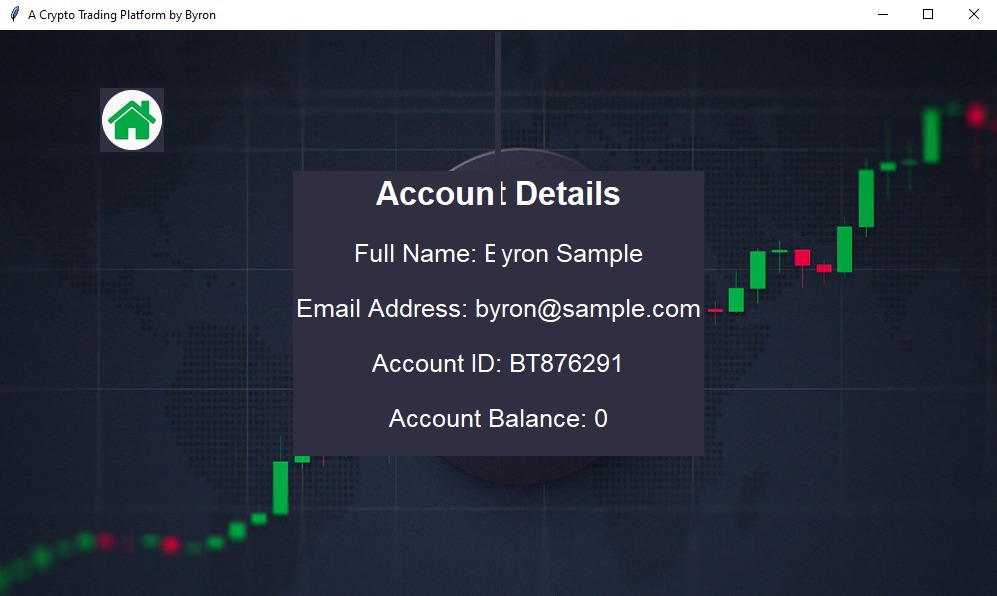 A Crypto Trading Platform by Byron
Account Details
Full Name: Byron Sample
Email Address: byron@sample.com
Account ID: BT876291
Account Balance: 0